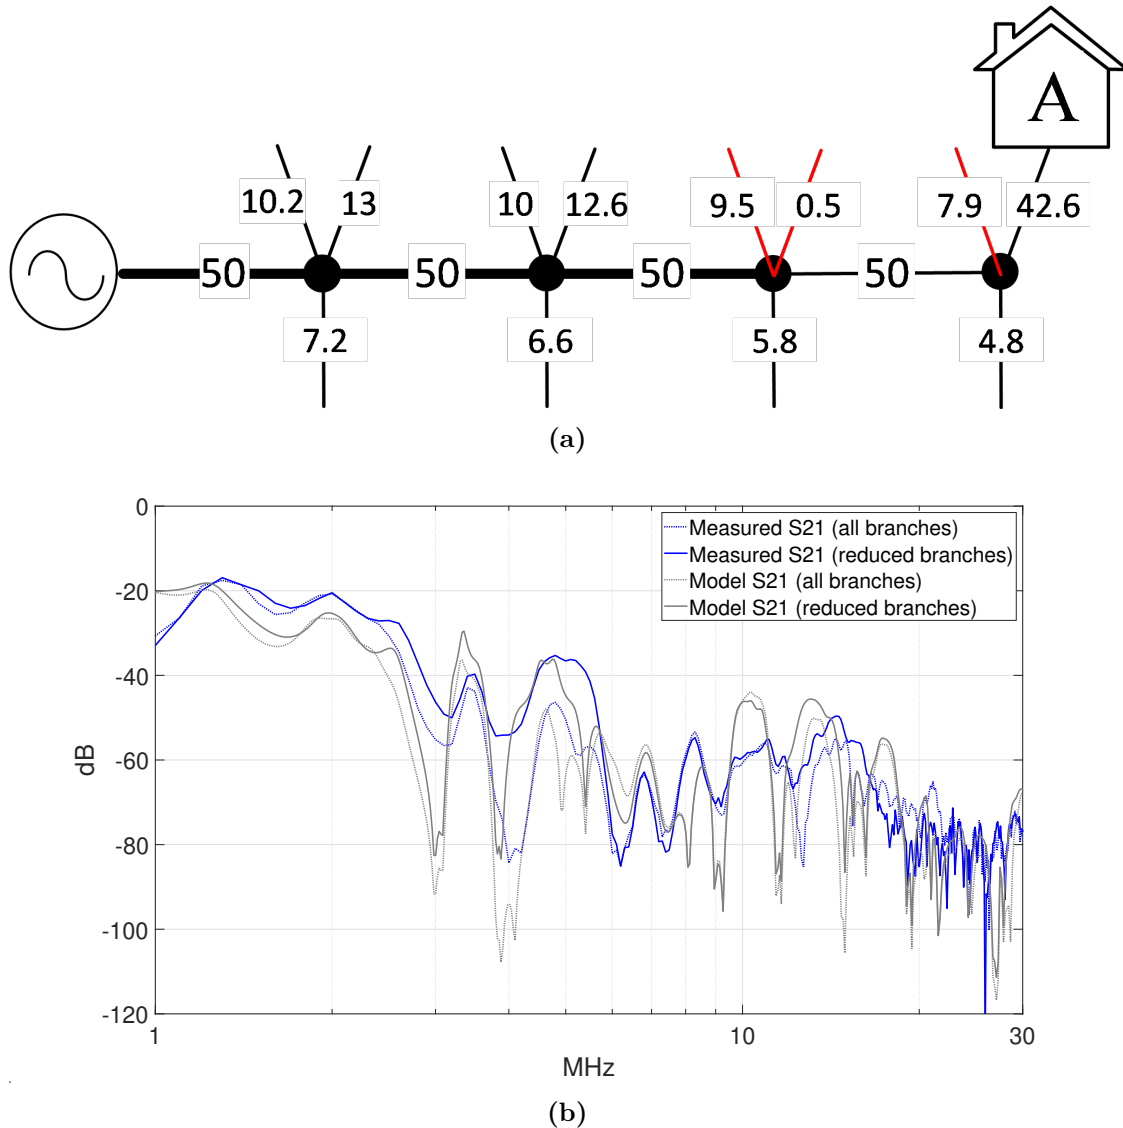 A
10.2 13 10 12.6 9.5 0.5 7.9 42.6
50 50 50 50
7.2 6.6 5.8 4.8
(a)
0
-20
-40
-60
-80
-100
-120
dB
Measured S21 (all branches)
Measured S21 (reduced branches)
Model S21 (all branches)
Model S21 (reduced branches)
1 10 30
MHz
(b)